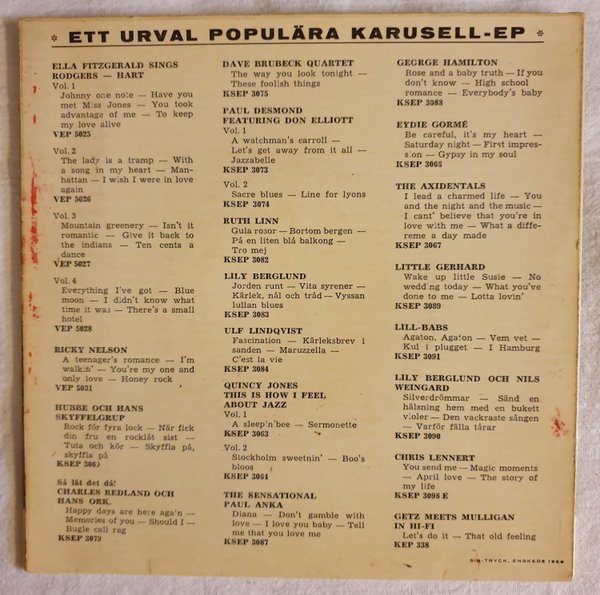 * ETT URVAL POPULÄRA KARUSELL-EP *
ELLA FITZGERALD SINGS
RODGERS — HART
Vol. 1
Johnny one note — Have you
met Miss Jones — You took
advantage of me — To keep
my love alive
VEP 5025
Vol. 2
The lady is a tramp — With
a song in my heart — Man-
hattan — I wish I were in love
again
VEP 5026
Vol. 3
Mountain greenery — Isn't it
romantic — Give it back to
the indians — Ten cents a
dance
VEP 5027
Vol. 4
Everything I've got — Blue
moon — I didn't know what
time it was — There's a small
hotel
VEP 5028
RICKY NELSON
A teenager's romance — I'm
walkin' — You're my one and
only love — Honey rock
VEP 5031
HUBBE OCH HANS
SKYFFELGRUP
Rock för fyra lock — När fick
din fru en rocklåt sist —
Tuta och kör — Skyffla på,
skyffla på
KSEP 3060
Så lät det då!
CHARLES REDLAND OCH
HANS ORK.
Happy days are here again —
Memories of you — Should I —
Bugle call rag
KSEP 3079
DAVE BRUBECK QUARTET
The way you look tonight —
These foolish things
KSEP 3075
PAUL DESMOND
FEATURING DON ELLIOTT
Vol. 1
A watchman's carroll —
Let's get away from it all —
Jazzabelle
KSEP 3073
Vol. 2
Sacre blues — Line for lyons
KSEP 3074
RUTH LINN
Gula rosor — Bortom bergen —
På en liten blå balkong —
Tro mej
KSEP 3082
LILY BERGLUND
Jorden runt — Vita syrener —
Kärlek, nål och tråd — Vyssan
lullan blues
KSEP 3083
ULF LINDQVIST
Fascination — Kärleksbrev i
sanden — Maruzzella —
C'est la vie
KSEP 3084
QUINCY JONES
THIS IS HOW I FEEL
ABOUT JAZZ
Vol. 1
A sleepin'bee — Sermonette
KSEP 3063
Vol. 2
Stockholm sweetnin' — Boo's
bloos
KSEP 3064
THE SENSATIONAL
PAUL ANKA
Diana — Don't gamble with
love — I love you baby — Tell
me that you love me
KSEP 3087
GEORGE HAMILTON
Rose and a baby truth — If you
don't know — High school
romance — Everybody's baby
KSEP 3088
EYDIE GORMÉ
Be careful, it's my heart —
Saturday night — First impres-
sion — Gypsy in my soul
KSEP 3066
THE AXIDENTALS
I lead a charmed life — You
and the night and the music —
I cant' believe that you're in
love with me — What a diffe-
reme a day made
KSEP 3067
LITTLE GERHARD
Wake up little Susie — No
wedding today — What you've
done to me — Lotta lovin'
KSEP 3089
LILL-BABS
Agaton, Agaton — Vem vet —
Kul i plugget — I Hamburg
KSEP 3091
LILY BERGLUND OCH NILS
WEINGARD
Silverdrömmar — Sänd en
hälsning hem med en bukett
violer — Den vackraste sången
— Varför fälla tårar
KSEP 3090
CHRIS LENNERT
You send me — Magic moments
— April love — The story of
my life
KSEP 3098 E
GETZ MEETS MULLIGAN
IN HI-FI
Let's do it — That old feeling
KEP 338
SIB-TRYCK, ENSKEDE 1958